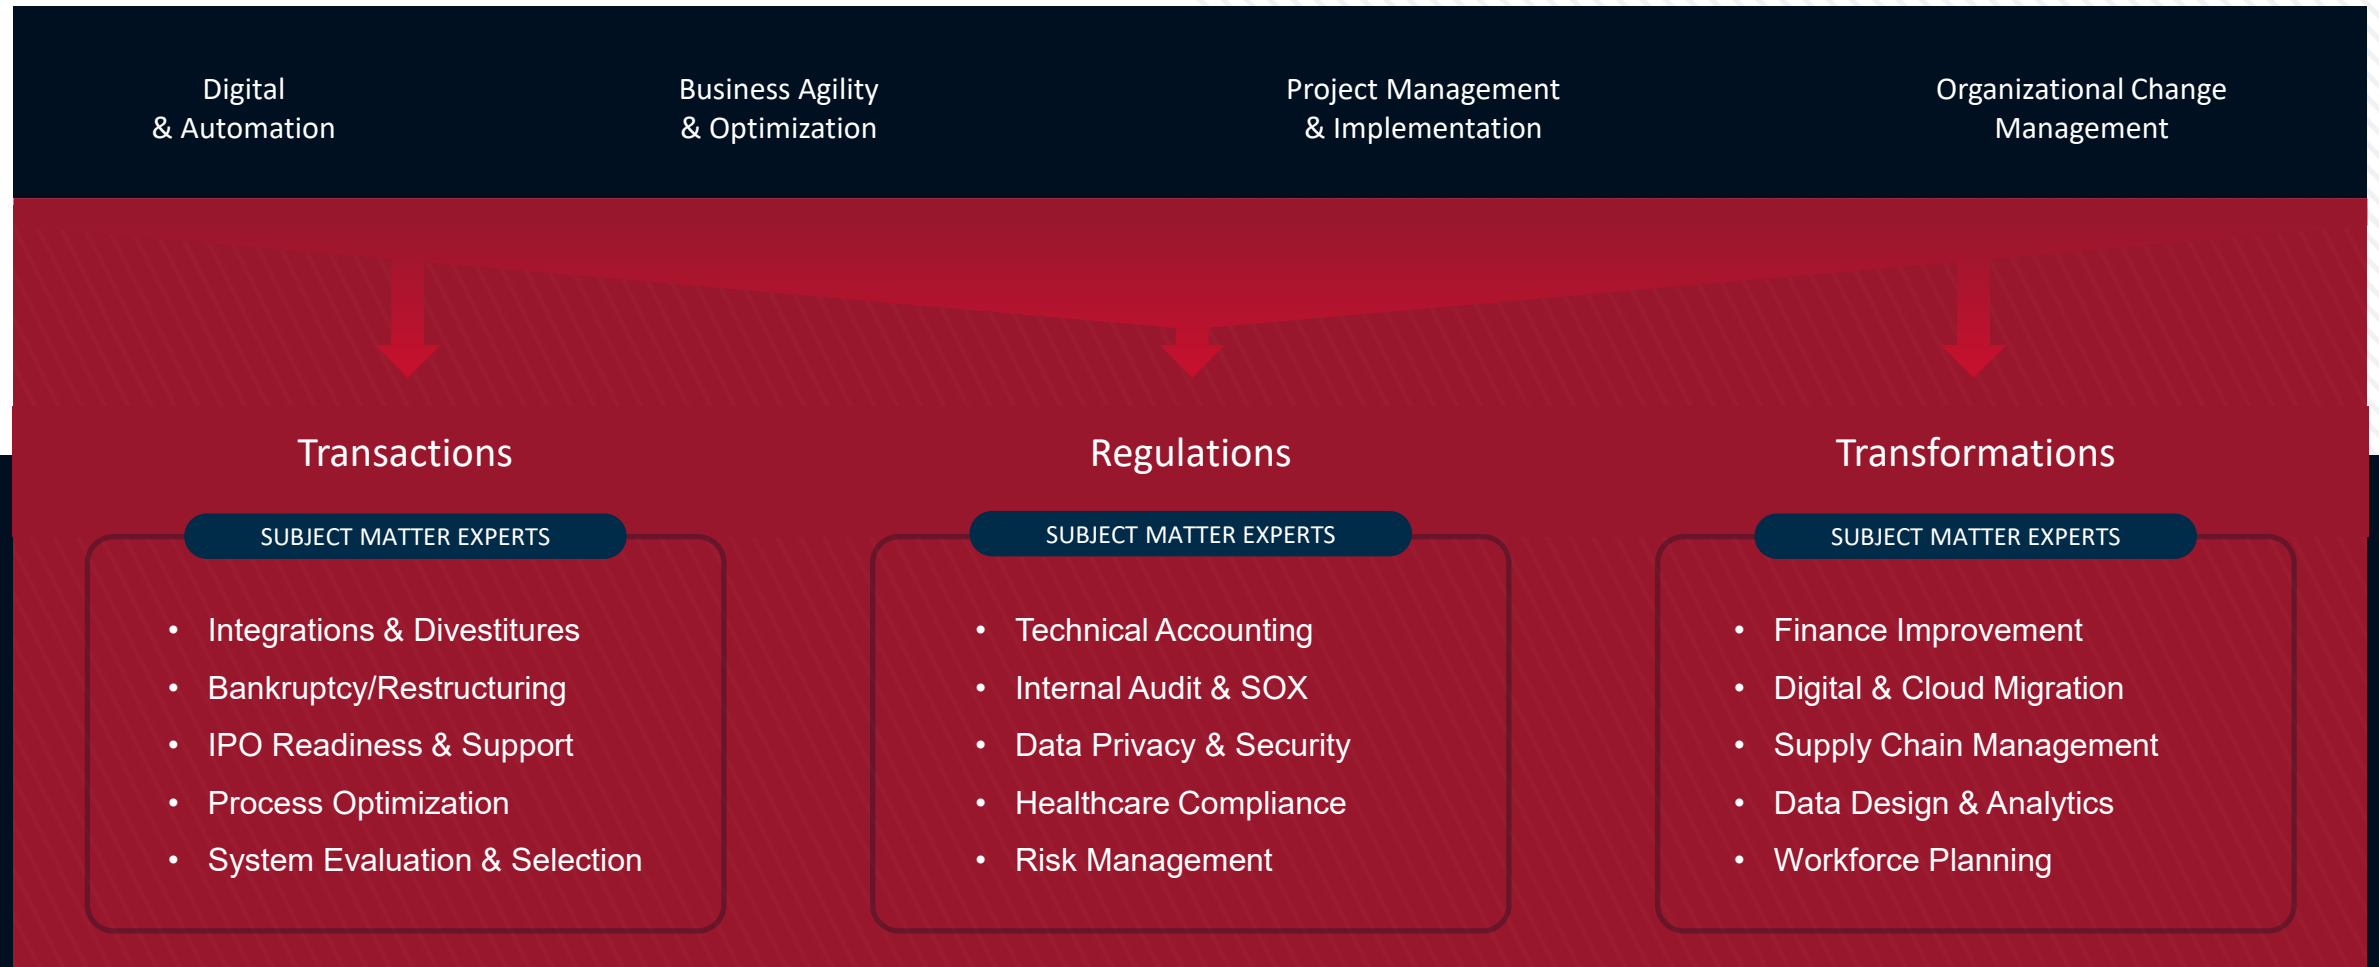 Digital
& Automation
Business Agility
& Optimization
Project Management
& Implementation
Organizational Change
Management
Transactions
SUBJECT MATTER EXPERTS
• Integrations & Divestitures
• Bankruptcy/Restructuring
• IPO Readiness & Support
• Process Optimization
• System Evaluation & Selection
Regulations
SUBJECT MATTER EXPERTS
• Technical Accounting
• Internal Audit & SOX
• Data Privacy & Security
• Healthcare Compliance
• Risk Management
Transformations
SUBJECT MATTER EXPERTS
• Finance Improvement
• Digital & Cloud Migration
• Supply Chain Management
• Data Design & Analytics
• Workforce Planning